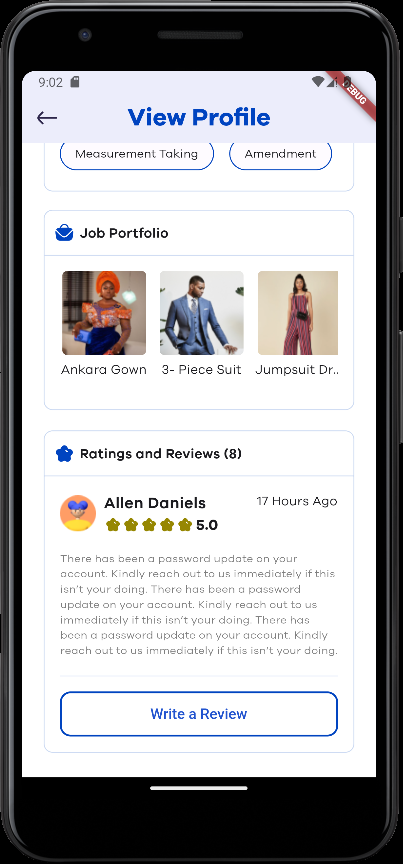 9:02
DEBUG
View Profile
Measurement Taking
Amendment
Job Portfolio
Ankara Gown
3- Piece Suit
Jumpsuit Dr..
Ratings and Reviews (8)
Allen Daniels
17 Hours Ago
5.0
There has been a password update on your
account. Kindly reach out to us immediately if this
isn't your doing. There has been a password
update on your account. Kindly reach out to us
immediately if this isn't your doing. There has
been a password update on your account. Kindly
reach out to us immediately if this isn't your doing.
Write a Review